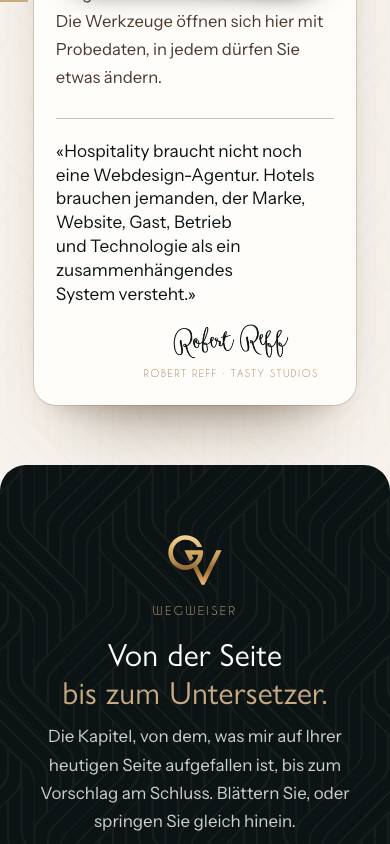 Die Werkzeuge öffnen sich hier mit
Probedaten, in jedem dürfen Sie
etwas ändern.
«Hospitality braucht nicht noch
eine Webdesign-Agentur. Hotels
brauchen jemanden, der Marke,
Website, Gast, Betrieb
und Technologie als ein
zusammenhängendes
System versteht.»
Robert Reff
ROBERT REFF · TASTY.STUDIOS
GV
WEGWEISER
Von der Seite
bis zum Untersetzer.
Die Kapitel, von dem, was mir auf Ihrer
heutigen Seite aufgefallen ist, bis zum
Vorschlag am Schluss. Blättern Sie, oder
springen Sie gleich hinein.